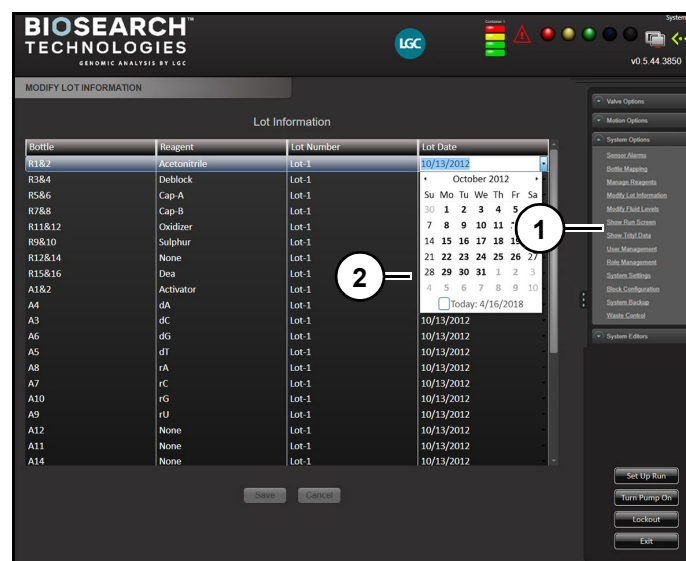 BIOSEARCH™
TECHNOLOGIES
GENOMIC ANALYSIS BY LGC
LGC
Container 1
System
v0.5.44.3850
MODIFY LOT INFORMATION
Lot Information
Bottle Reagent Lot Number Lot Date
R1&2 Acetonitrile Lot-1 10/13/2012
R3&4 Deblock Lot-1
R5&6 Cap-A Lot-1
R7&8 Cap-B Lot-1
R11&12 Oxidizer Lot-1
R9&10 Sulphur Lot-1
R12&14 None Lot-1
R15&16 Dea Lot-1
A1&2 Activator Lot-1
A4 dA Lot-1
A3 dC Lot-1 10/13/2012
A6 dG Lot-1 10/13/2012
A5 dT Lot-1 10/13/2012
A8 rA Lot-1 10/13/2012
A7 rC Lot-1 10/13/2012
A10 rG Lot-1 10/13/2012
A9 rU Lot-1 10/13/2012
A12 None Lot-1 10/13/2012
A11 None Lot-1 10/13/2012
A14 None Lot-1 10/13/2012
October 2012
Su Mo Tu We Th Fr Sa
30 1 2 3 4 5
7 8 9 10 11
14 15 16 17 18 19
21 22 23 24 25 26 27
28 29 30 31 1 2 3
4 5 6 7 8 9 10
Today: 4/16/2018
1
2
Save Cancel
Valve Options
Motion Options
System Options
Sensor Alarms
Bottle Mapping
Manage Reagents
Modify Lot Information
Modify Fluid Levels
Show Run Screen
Show Trityl Data
User Management
Role Management
System Settings
Block Configuration
System Backup
Waste Control
System Editors
Set Up Run
Turn Pump On
Lockout
Exit